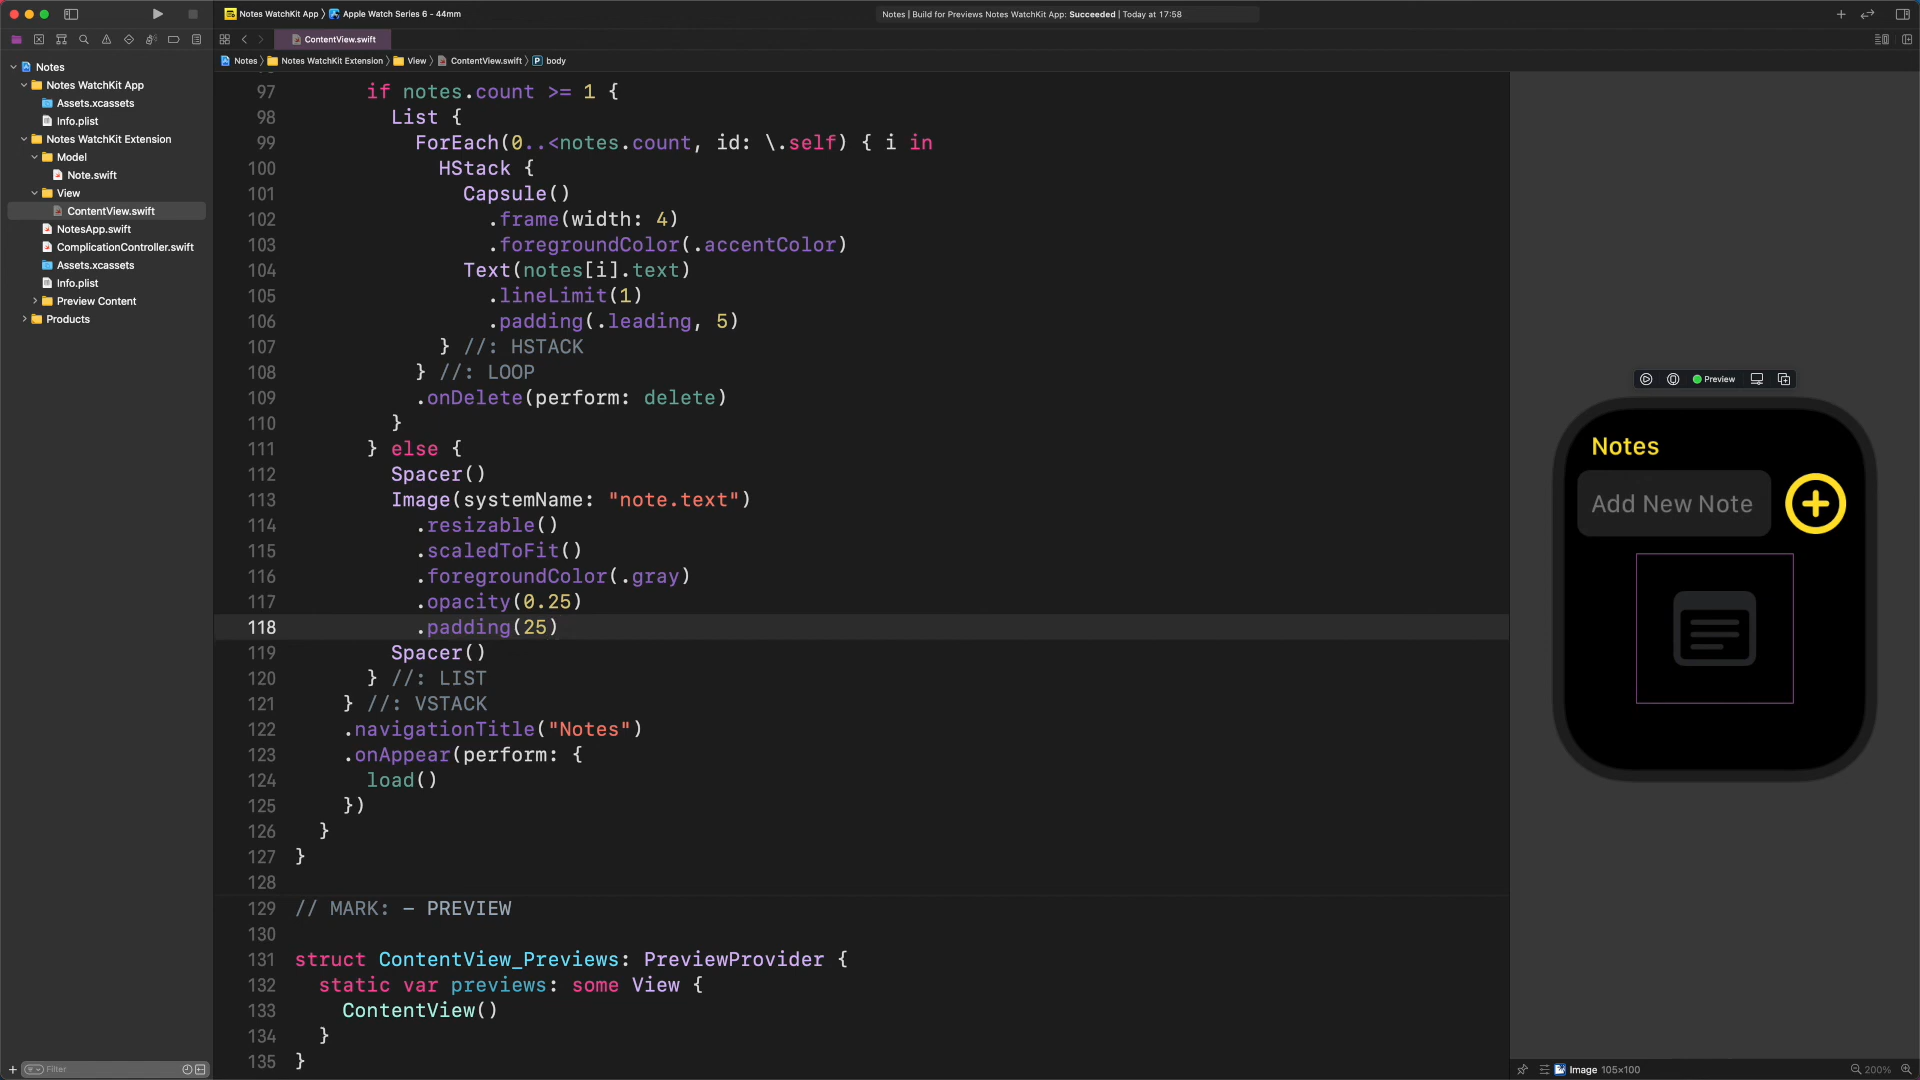 Notes WatchKit App
Apple Watch Series 6 - 44mm
Notes | Build for Previews Notes WatchKit App: Succeeded | Today at 17:58
ContentView.swift
Notes
Notes WatchKit Extension
View
ContentView.swift
P
body
Notes
Notes WatchKit App
Assets.xcassets
Info.plist
Notes WatchKit Extension
Model
Note.swift
View
ContentView.swift
NotesApp.swift
ComplicationController.swift
Assets.xcassets
Info.plist
Preview Content
Products
Filter
97 if notes.count >= 1 {
98 List {
99 ForEach(0..<notes.count, id: \.self) { i in
100 HStack {
101 Capsule()
102 .frame(width: 4)
103 .foregroundColor(.accentColor)
104 Text(notes[i].text)
105 .lineLimit(1)
106 .padding(.leading, 5)
107 } //: HSTACK
108 } //: LOOP
109 .onDelete(perform: delete)
110 }
111 } else {
112 Spacer()
113 Image(systemName: "note.text")
114 .resizable()
115 .scaledToFit()
116 .foregroundColor(.gray)
117 .opacity(0.25)
118 .padding(25)
119 Spacer()
120 } //: LIST
121 } //: VSTACK
122 .navigationTitle("Notes")
123 .onAppear(perform: {
124 load()
125 })
126 }
127 }
128
129 // MARK: - PREVIEW
130
131 struct ContentView_Previews: PreviewProvider {
132 static var previews: some View {
133 ContentView()
134 }
135 }
Preview
Notes
Add New Note
Image 105×100
200%